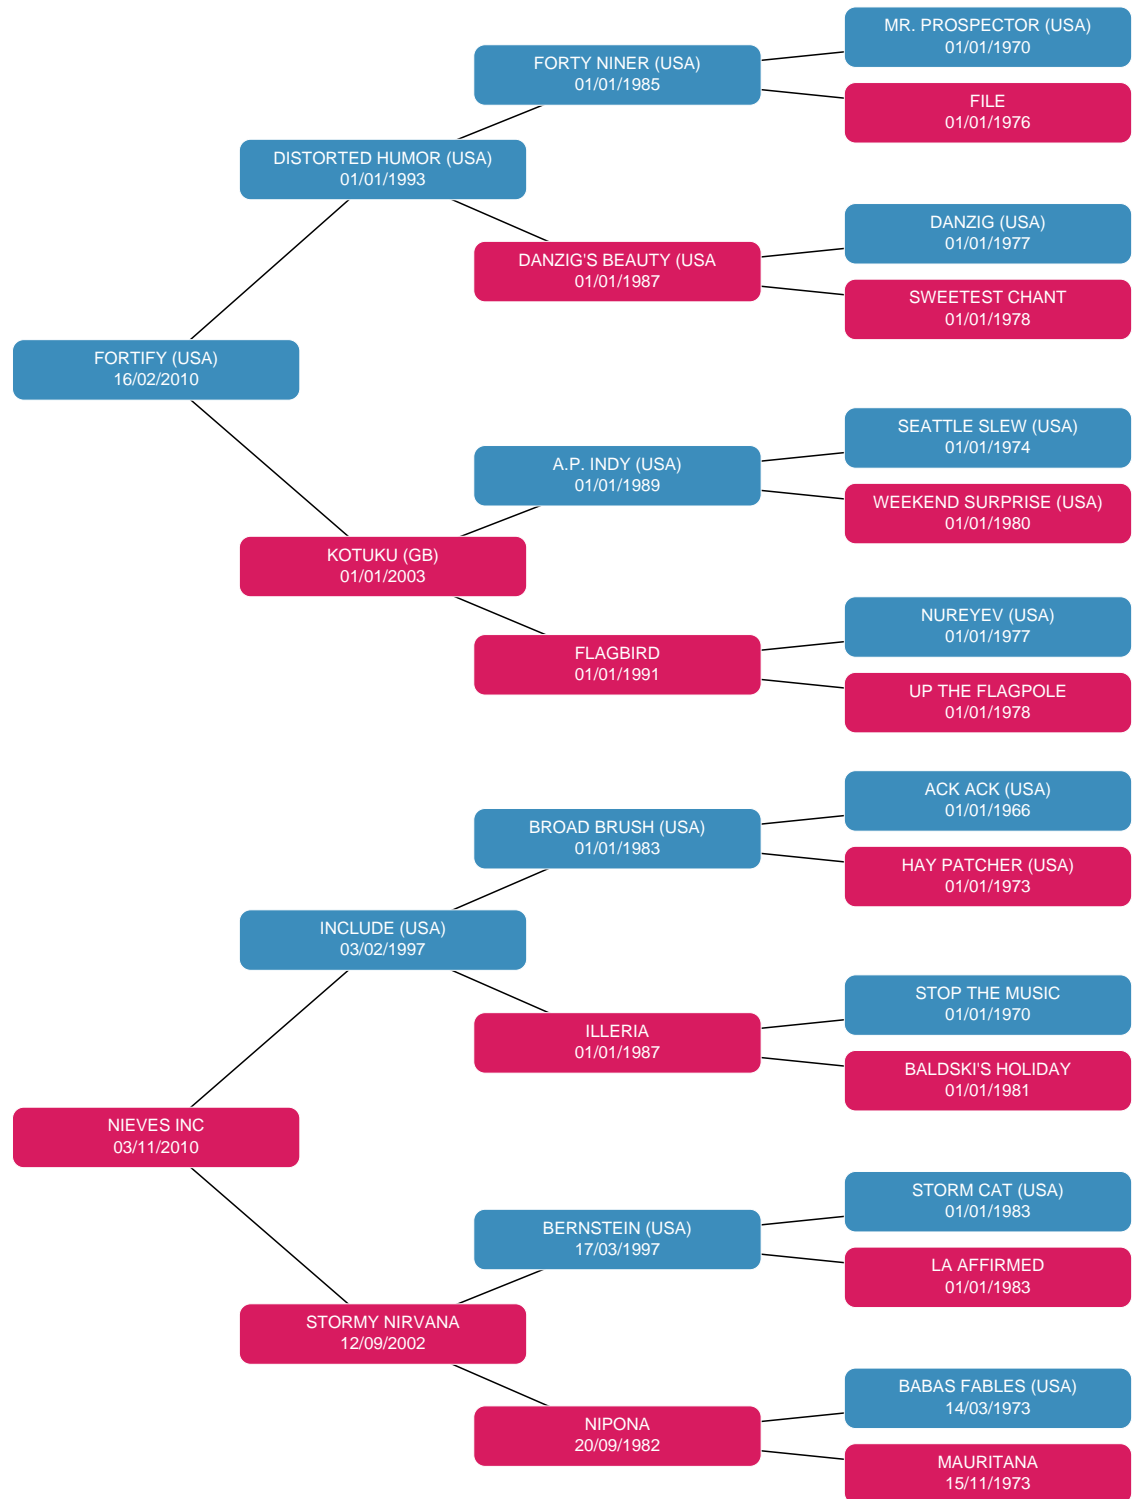 MR. PROSPECTOR (USA)
01/01/1970
FORTY NINER (USA)
01/01/1985
FILE
01/01/1976
DISTORTED HUMOR (USA)
01/01/1993
DANZIG (USA)
01/01/1977
DANZIG'S BEAUTY (USA
01/01/1987
SWEETEST CHANT
01/01/1978
FORTIFY (USA)
16/02/2010
SEATTLE SLEW (USA)
01/01/1974
A.P. INDY (USA)
01/01/1989
WEEKEND SURPRISE (USA)
01/01/1980
KOTUKU (GB)
01/01/2003
NUREYEV (USA)
01/01/1977
FLAGBIRD
01/01/1991
UP THE FLAGPOLE
01/01/1978
ACK ACK (USA)
01/01/1966
BROAD BRUSH (USA)
01/01/1983
HAY PATCHER (USA)
01/01/1973
INCLUDE (USA)
03/02/1997
STOP THE MUSIC
01/01/1970
ILLERIA
01/01/1987
BALDSKI'S HOLIDAY
01/01/1981
NIEVES INC
03/11/2010
STORM CAT (USA)
01/01/1983
BERNSTEIN (USA)
17/03/1997
LA AFFIRMED
01/01/1983
STORMY NIRVANA
12/09/2002
BABAS FABLES (USA)
14/03/1973
NIPONA
20/09/1982
MAURITANA
15/11/1973